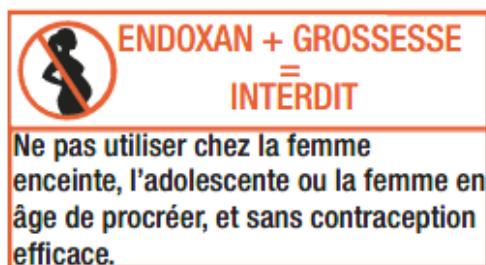 ENDOXAN + GROSSESSE
=
INTERDIT
Ne pas utiliser chez la femme
enceinte, l'adolescente ou la femme en
âge de procréer, et sans contraception
efficace.